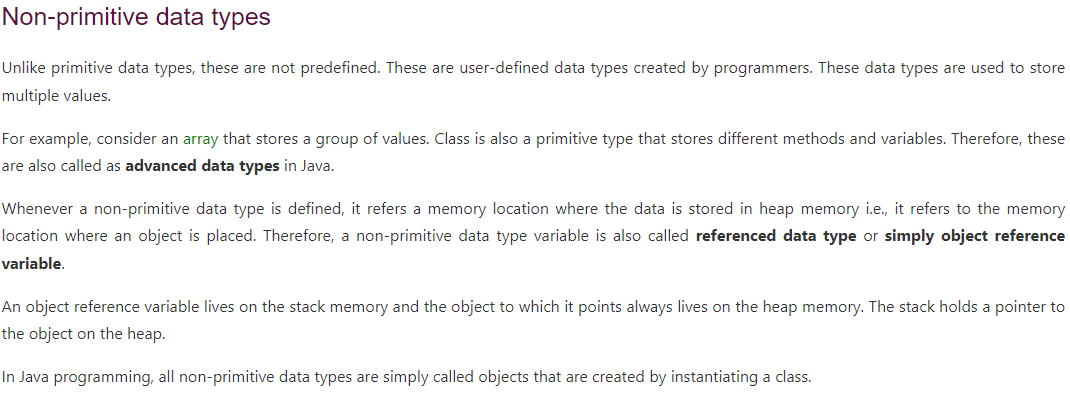 Non-primitive data types
Unlike primitive data types, these are not predefined. These are user-defined data types created by programmers. These data types are used to store
multiple values.
For example, consider an array that stores a group of values. Class is also a primitive type that stores different methods and variables. Therefore, these
are also called as advanced data types in Java.
Whenever a non-primitive data type is defined, it refers a memory location where the data is stored in heap memory i.e., it refers to the memory
location where an object is placed. Therefore, a non-primitive data type variable is also called referenced data type or simply object reference
variable.
An object reference variable lives on the stack memory and the object to which it points always lives on the heap memory. The stack holds a pointer to
the object on the heap.
In Java programming, all non-primitive data types are simply called objects that are created by instantiating a class.